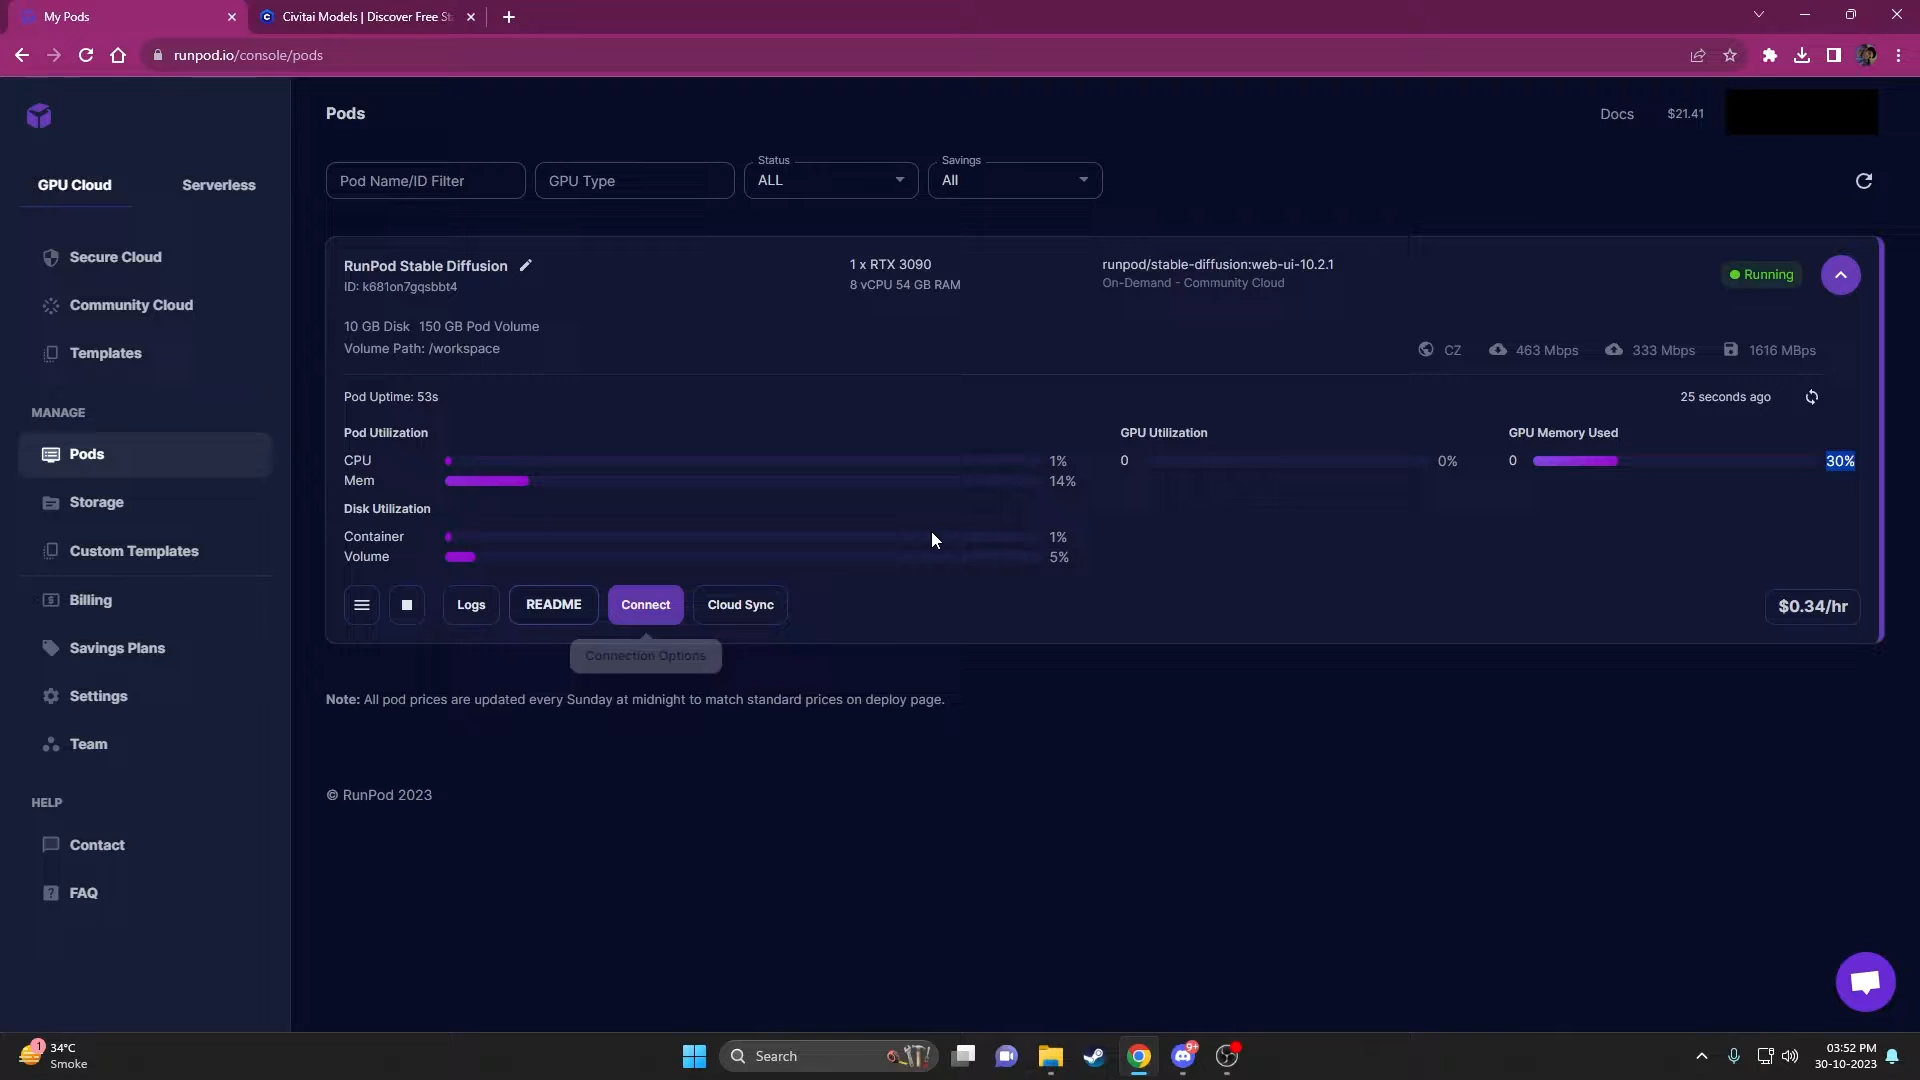 My Pods
Civitai Models | Discover Free St
runpod.io/console/pods
Pods
Docs
$21.41
GPU Cloud
Serverless
Pod Name/ID Filter
GPU Type
Status
ALL
Savings
All
Secure Cloud
Community Cloud
Templates
MANAGE
Pods
Storage
Custom Templates
Billing
Savings Plans
Settings
Team
HELP
Contact
FAQ
RunPod Stable Diffusion
ID: k681on7gqsbbt4
1 x RTX 3090
8 vCPU 54 GB RAM
runpod/stable-diffusion:web-ui-10.2.1
On-Demand - Community Cloud
Running
10 GB Disk 150 GB Pod Volume
Volume Path: /workspace
CZ
463 Mbps
333 Mbps
1616 MBps
Pod Uptime: 53s
25 seconds ago
Pod Utilization
GPU Utilization
GPU Memory Used
CPU
1%
0
0%
0
30%
Mem
14%
Disk Utilization
Container
1%
Volume
5%
Logs
README
Connect
Cloud Sync
$0.34/hr
Connection Options
Note: All pod prices are updated every Sunday at midnight to match standard prices on deploy page.
© RunPod 2023
1
34°C
Smoke
Search
9+
03:52 PM
30-10-2023